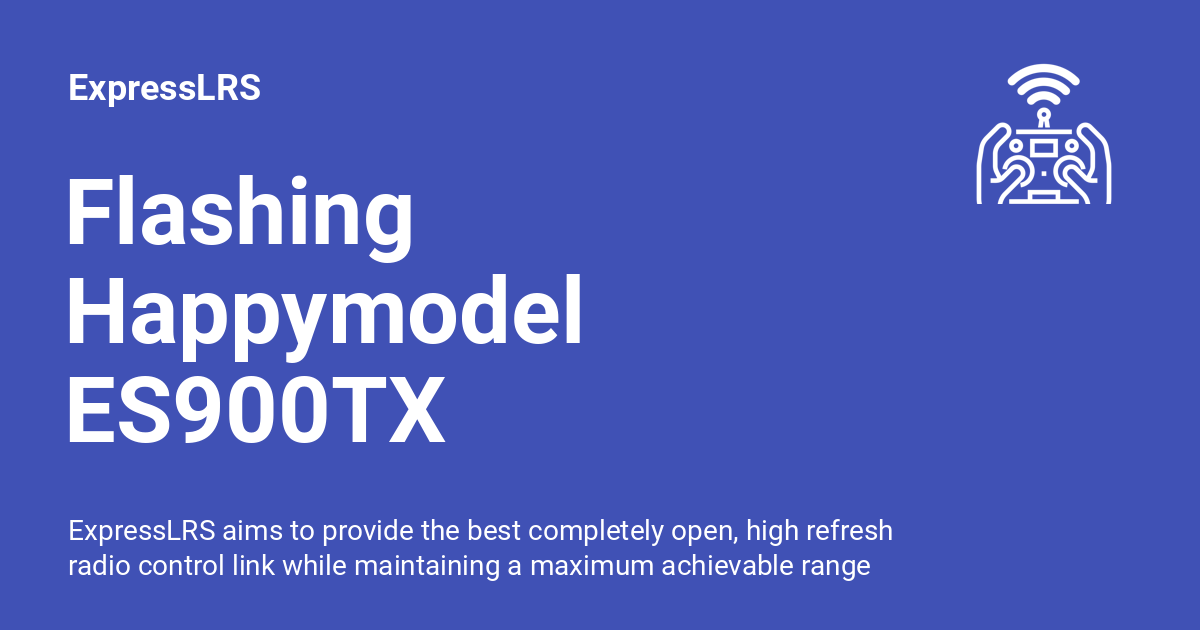 ExpressLRS
Flashing
Happymodel
ES900TX
ExpressLRS aims to provide the best completely open, high refresh
radio control link while maintaining a maximum achievable range